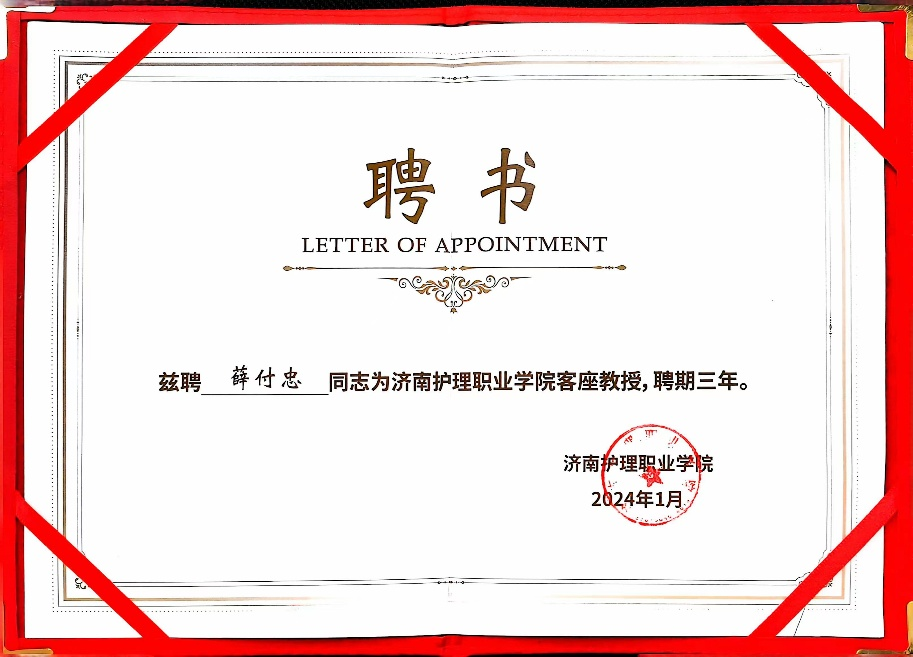 聘书
LETTER OF APPOINTMENT
兹聘 薛付忠 同志为济南护理职业学院客座教授，聘期三年。
济南护理职业学院
2024年1月